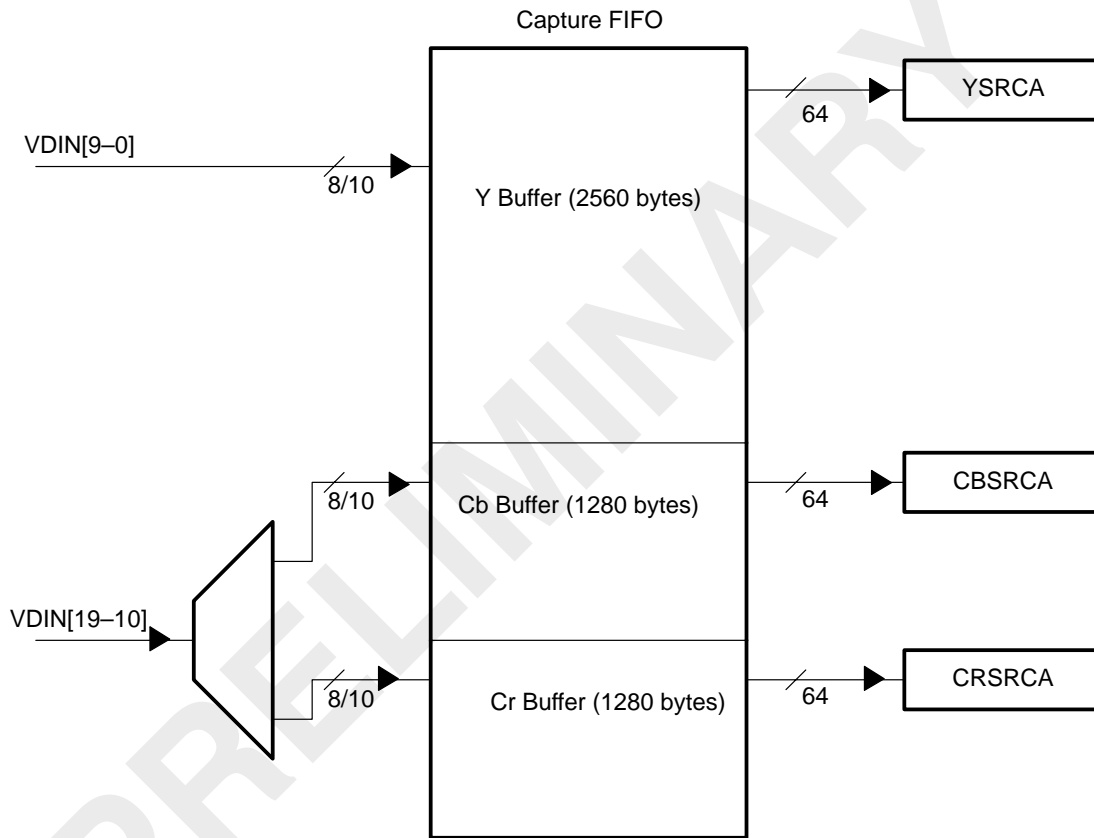 Capture FIFO
YSRCA
64
VDIN[9–0]
8/10
Y Buffer (2560 bytes)
8/10
Cb Buffer (1280 bytes)
64
CBSRCA
VDIN[19–10]
8/10
Cr Buffer (1280 bytes)
64
CRSRCA
PRELIMINARY